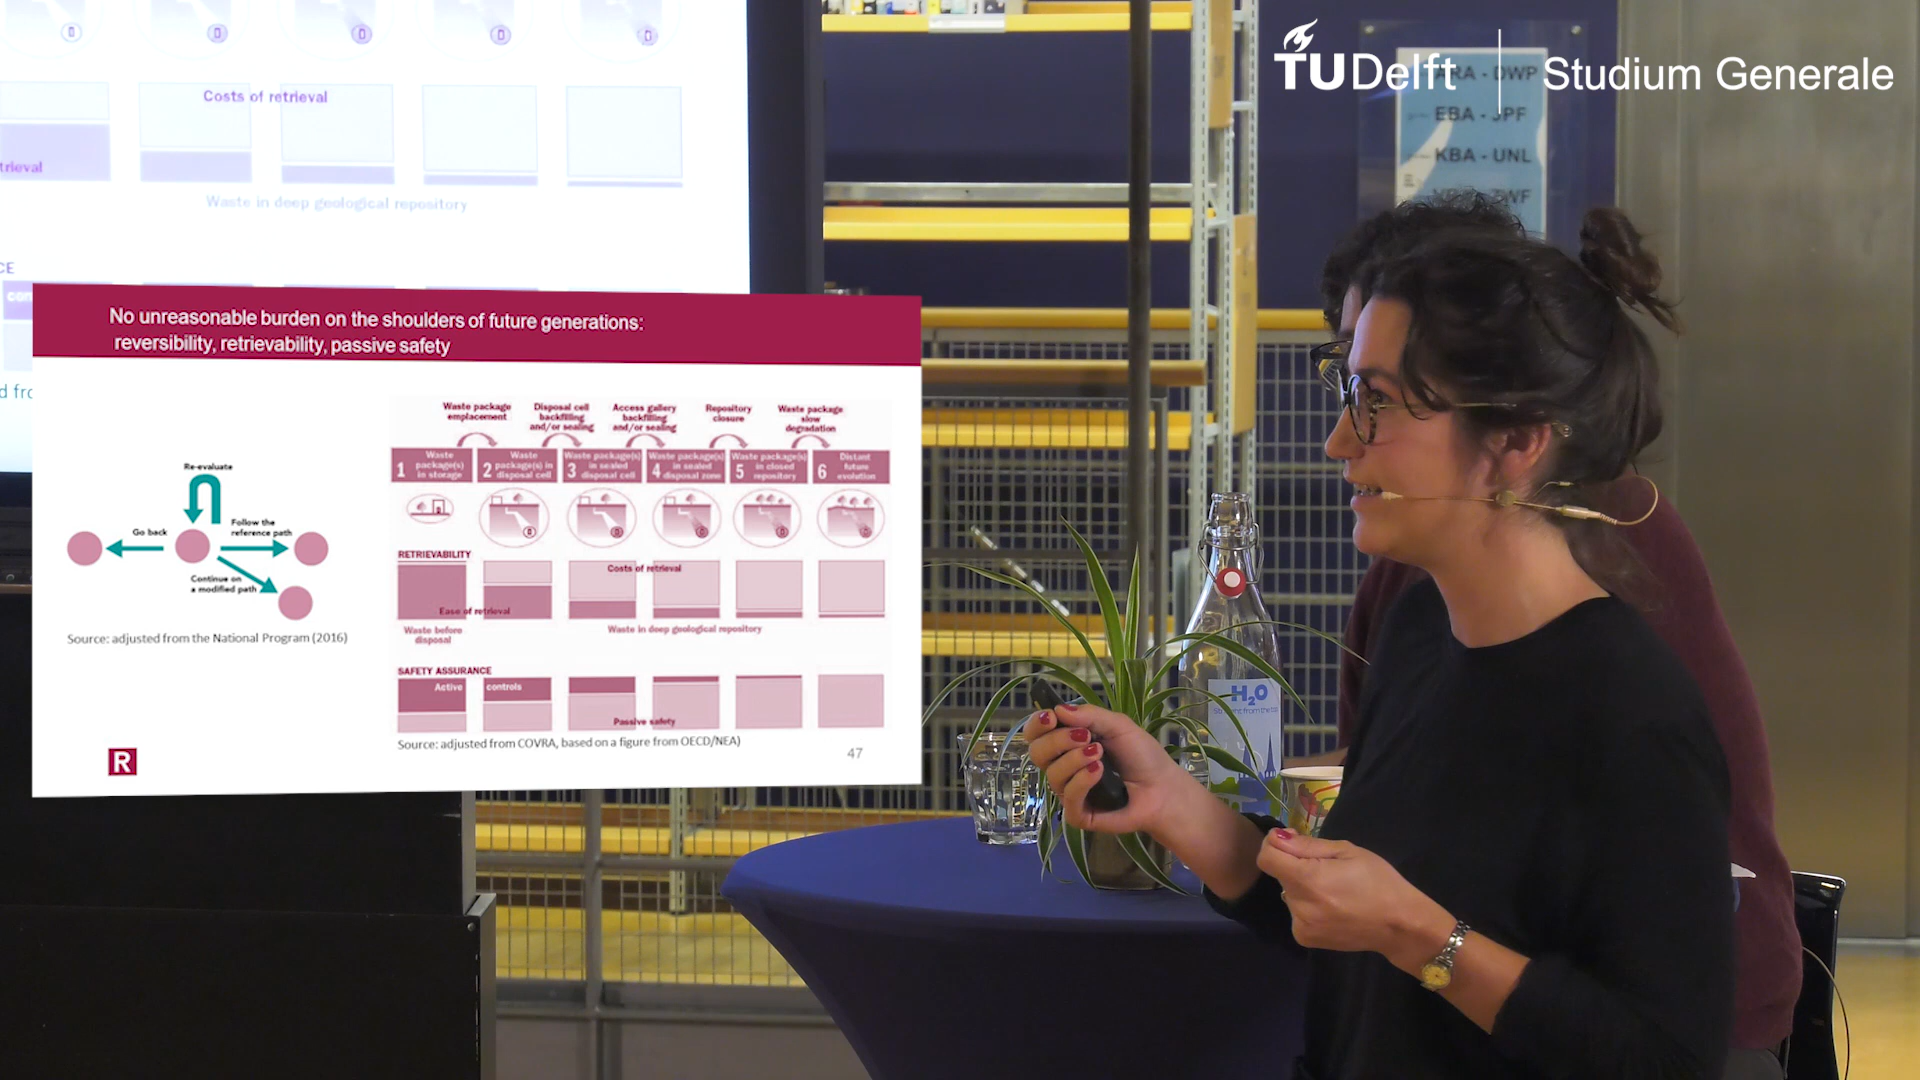 TUDelft
Studium Generale
ARA - DWP
EBA - JPF
KBA - UNL
Costs of retrieval
trieval
Waste in deep geological repository
CE
con
d fro
No unreasonable burden on the shoulders of future generations:
reversibility, retrievability, passive safety
Re-evaluate
Go back
Follow the
reference path
Continue on
a modified path
Source: adjusted from the National Program (2016)
Waste package
emplacement
Disposal cell
backfilling
and/or sealing
Access gallery
backfilling
and/or sealing
Repository
closure
Waste package
slow
degradation
1 Waste
package(s)
in storage
2 Waste
package(s) in
disposal cell
3 Waste package(s)
in sealed
disposal cell
4 Waste package(s)
in sealed
disposal zone
5 Waste package(s)
in closed
repository
6 Distant
future
evolution
RETRIEVABILITY
Costs of retrieval
Ease of retrieval
Waste before
disposal
Waste in deep geological repository
SAFETY ASSURANCE
Active
controls
Passive safety
Source: adjusted from COVRA, based on a figure from OECD/NEA)
R
47
H2O